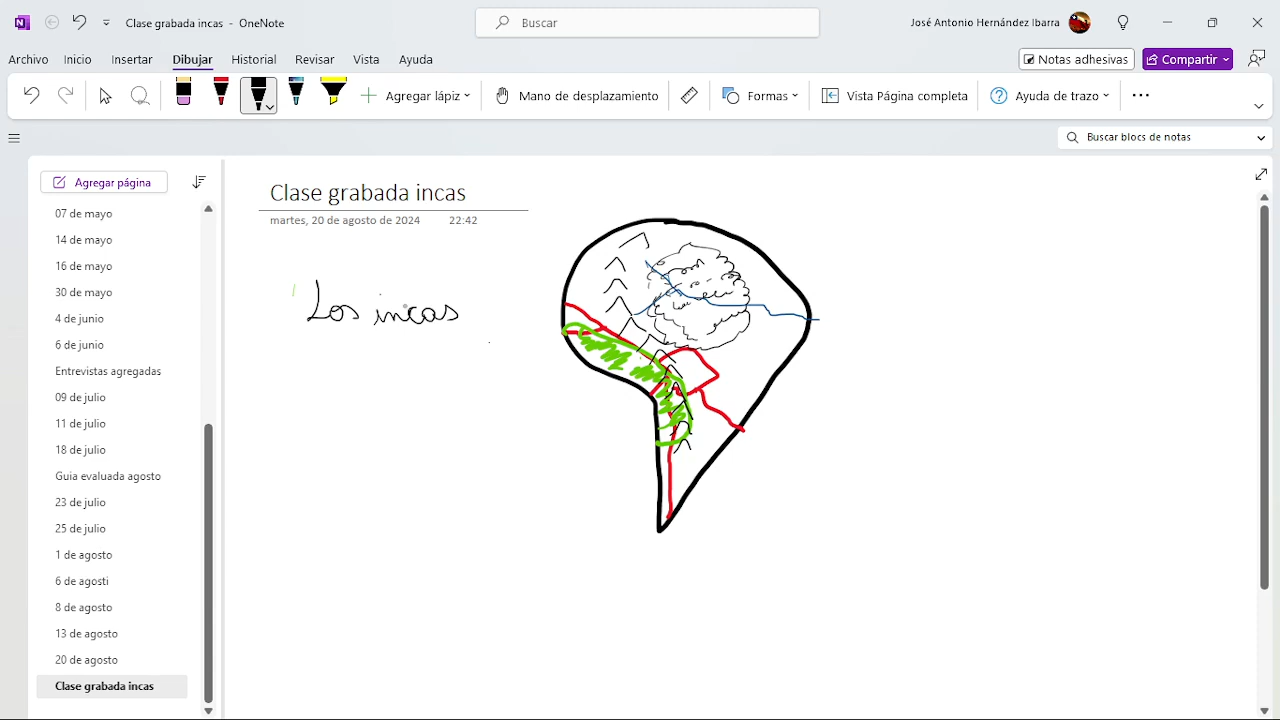 Clase grabada incas - OneNote
Buscar
José Antonio Hernández Ibarra
Archivo Inicio Insertar Dibujar Historial Revisar Vista Ayuda
Notas adhesivas Compartir
Agregar lápiz Mano de desplazamiento Formas Vista Página completa Ayuda de trazo
Buscar blocs de notas
Agregar página
07 de mayo
14 de mayo
16 de mayo
30 de mayo
4 de junio
6 de junio
Entrevistas agregadas
09 de julio
11 de julio
18 de julio
Guia evaluada agosto
23 de julio
25 de julio
1 de agosto
6 de agosti
8 de agosto
13 de agosto
20 de agosto
Clase grabada incas
Clase grabada incas
martes, 20 de agosto de 2024 22:42
Los incas